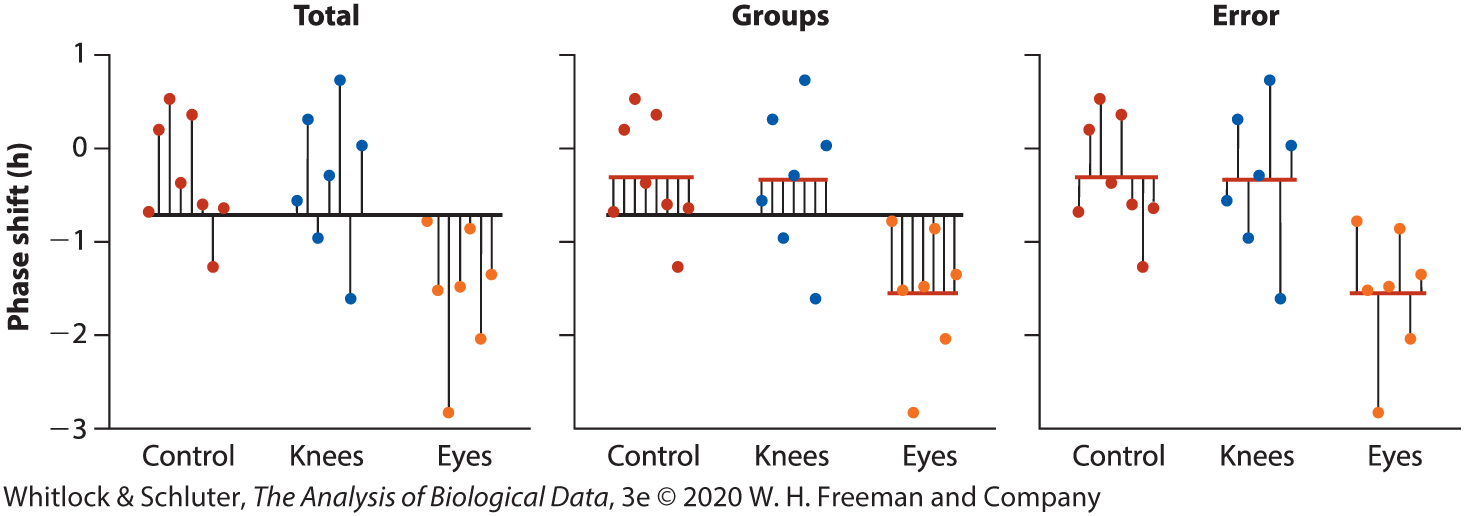 Total Groups Error
Phase shift (h)
1
0
−1
−2
−3
Control Knees Eyes Control Knees Eyes Control Knees Eyes
Whitlock & Schluter, The Analysis of Biological Data, 3e © 2020 W. H. Freeman and Company